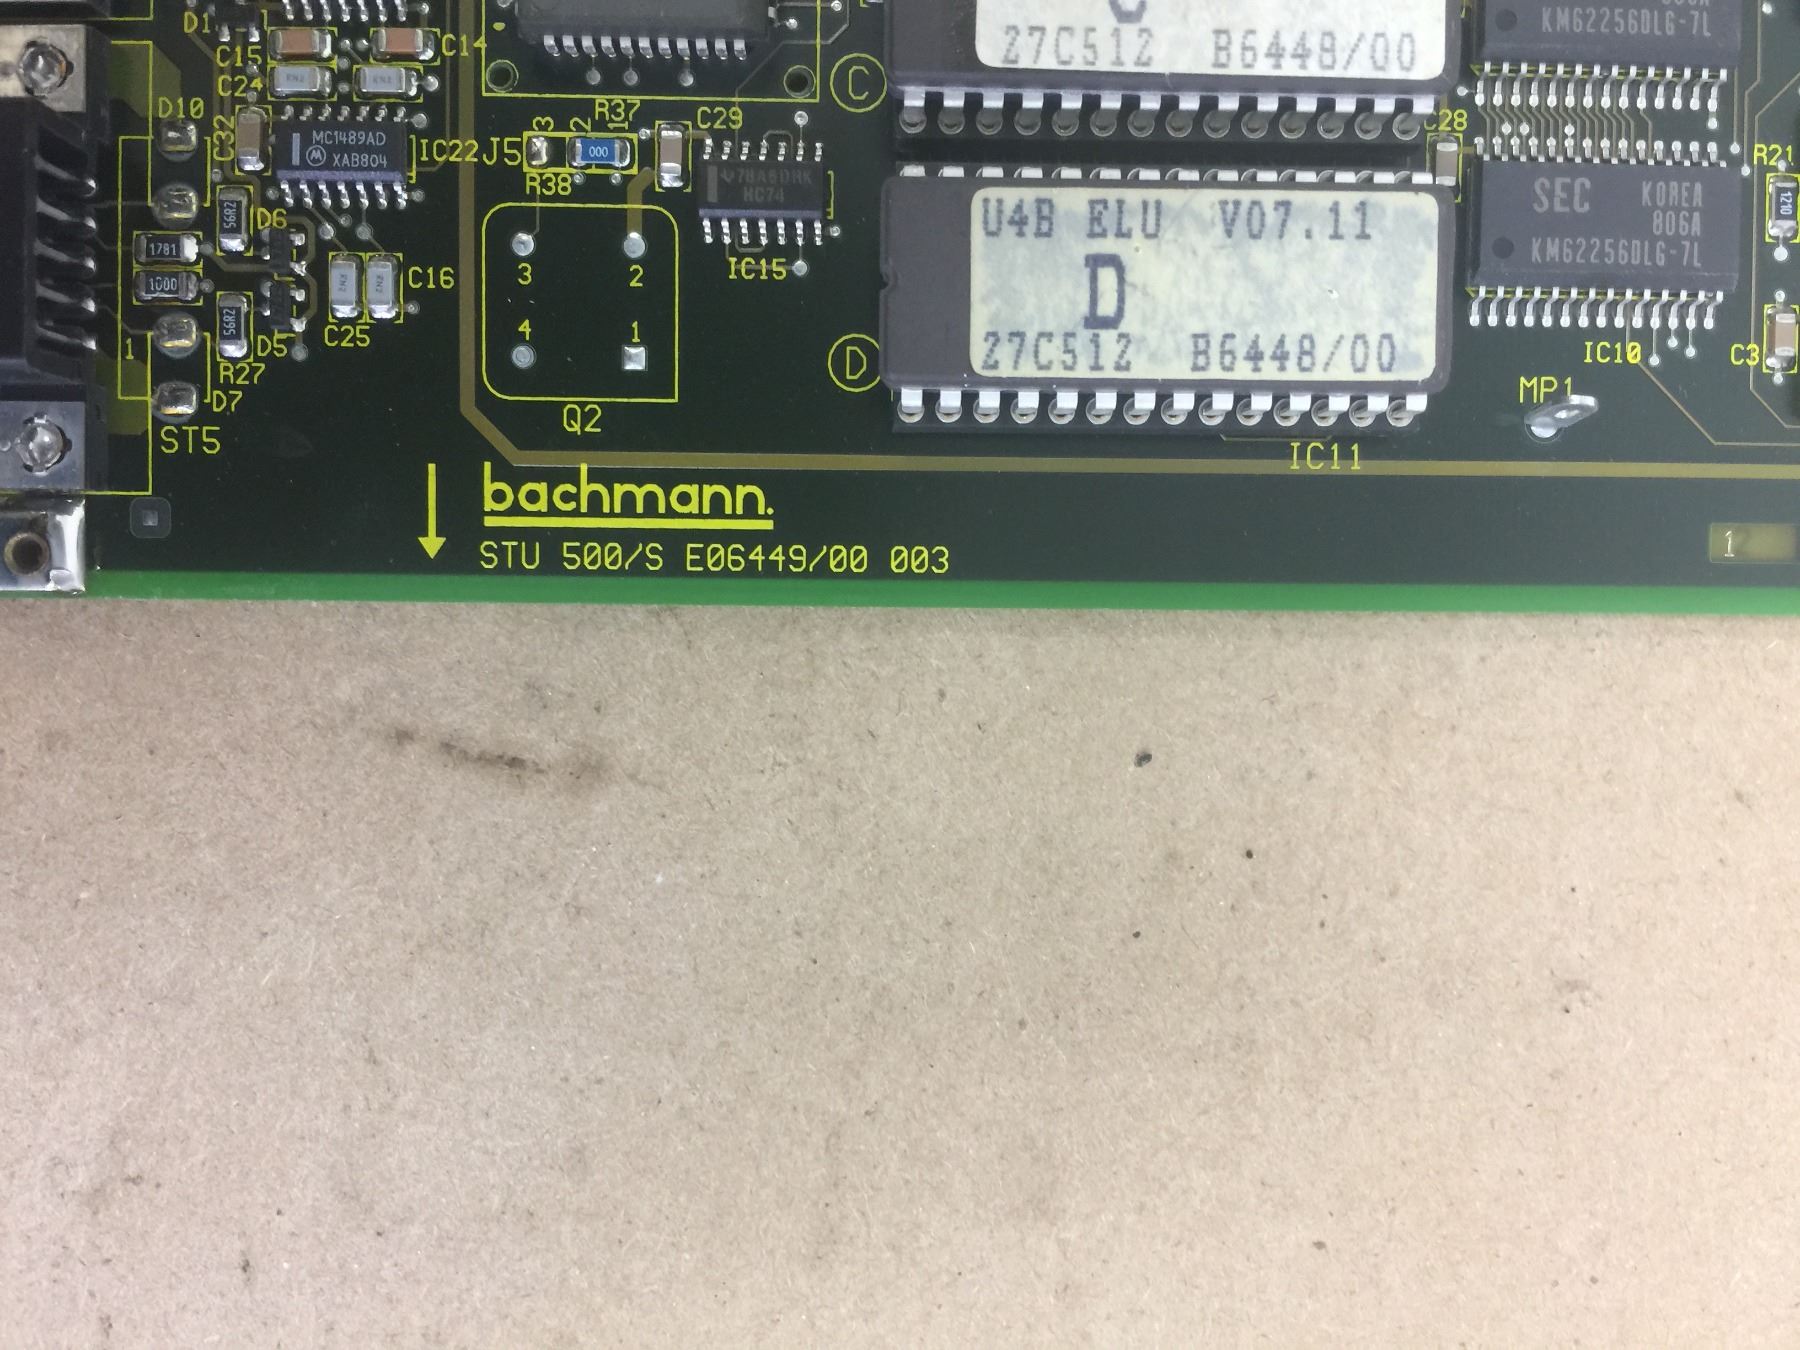 D1
C15
C14
C24
D10
C32
MC1489AD
XAB804
IC22
J5
3
2
1
R37
000
R38
C29
HC74
IC15
C
27C512 B6448/00
C28
KM62256DLG-7L
SEC KOREA
806A
KM62256DLG-7L
IC10
R21
1210
C3
MP1
U4B ELU V07.11
D
27C512 B6448/00
D
IC11
56R2
D6
1781
1000
56R2
D5
R27
D7
1
ST5
C16
C25
3 2
4 1
Q2
bachmann.
STU 500/S E06449/00 003
1